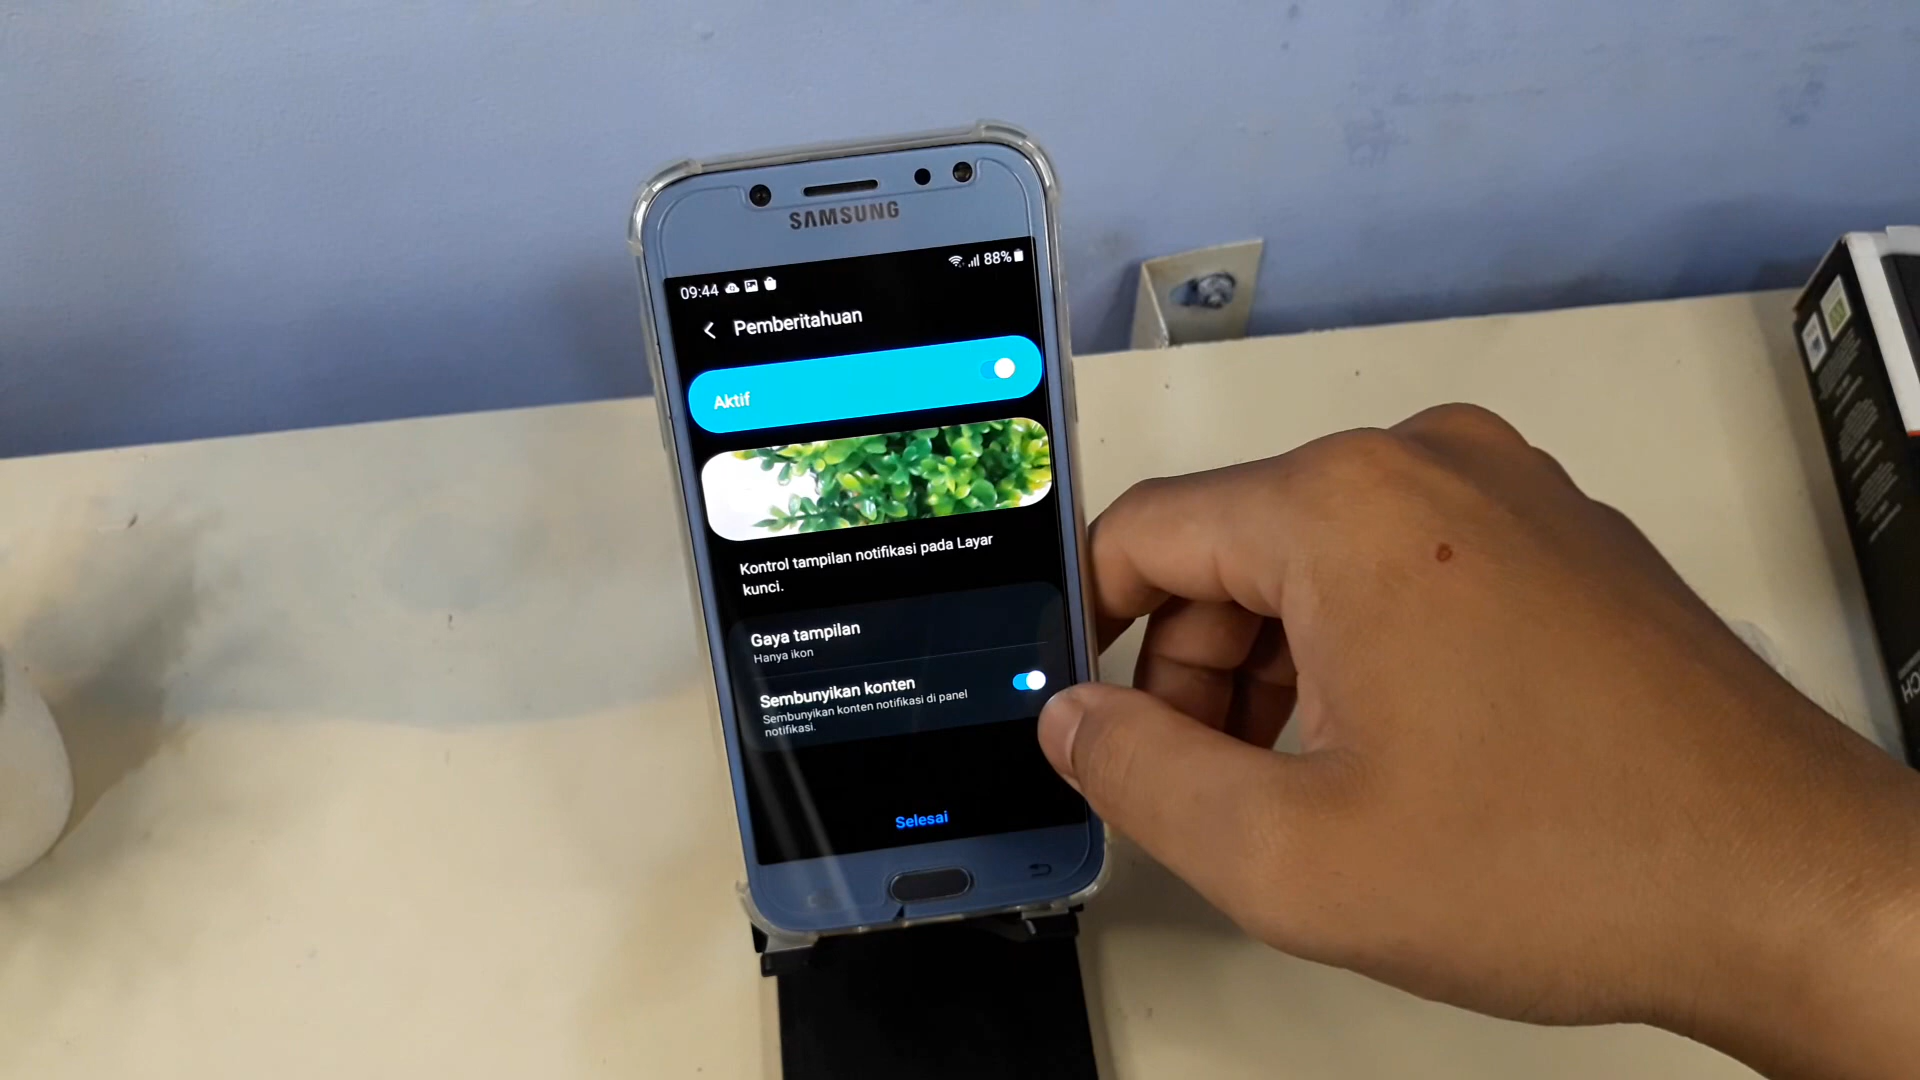 SAMSUNG
09:44 88%
Pemberitahuan
Aktif
Kontrol tampilan notifikasi pada Layar
kunci.
Gaya tampilan
Hanya ikon
Sembunyikan konten
Sembunyikan konten notifikasi di panel
notifikasi.
Selesai